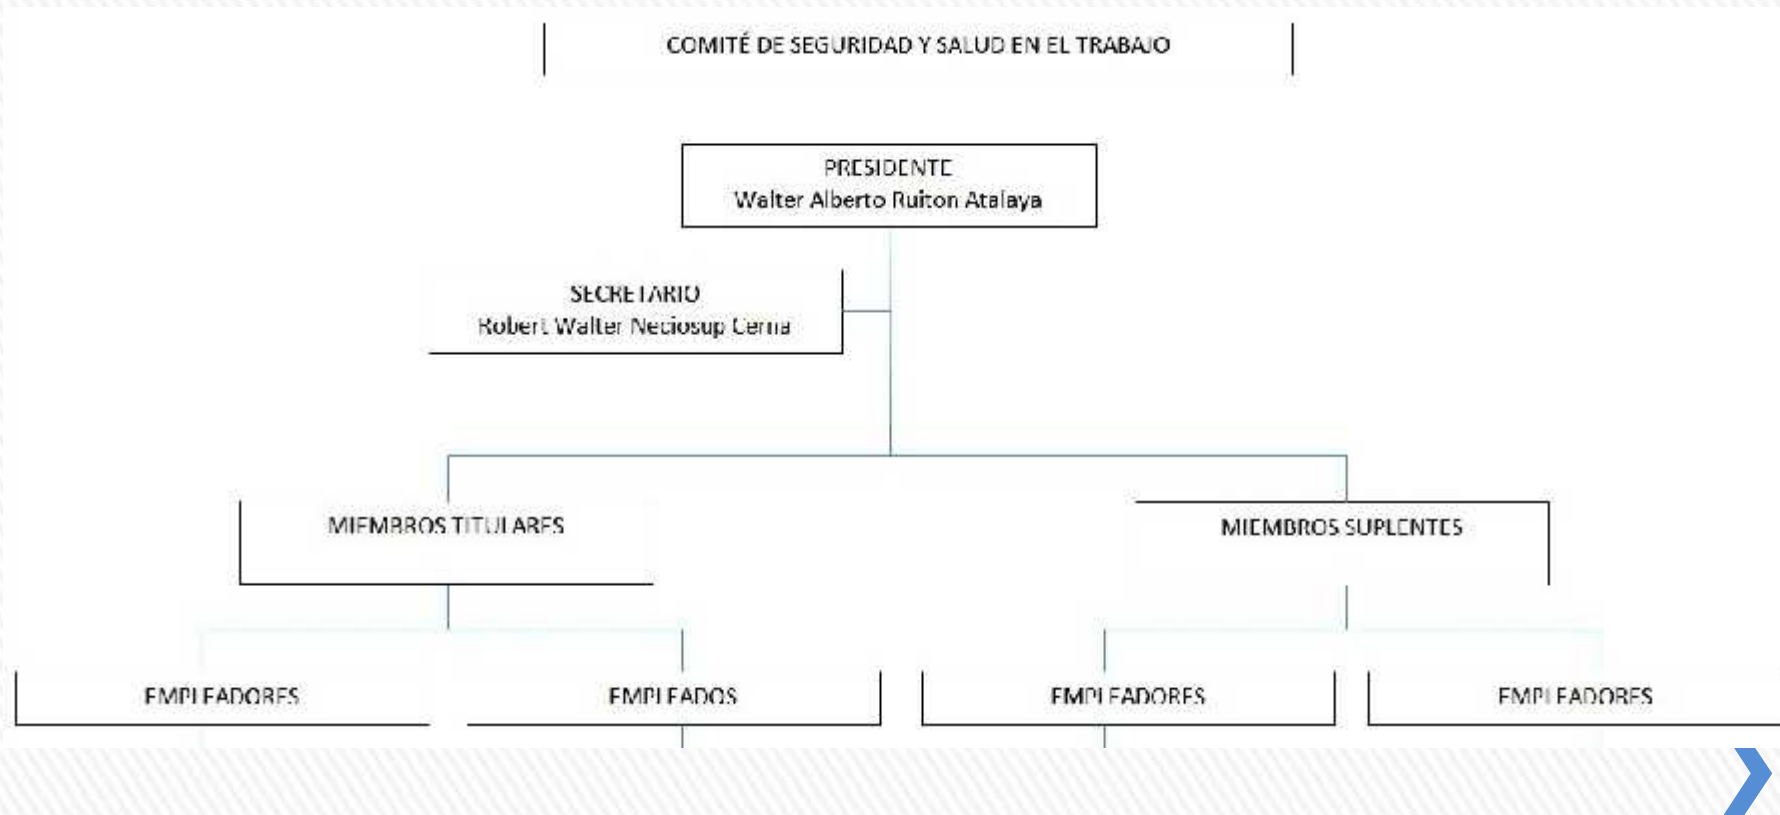 COMITÉ DE SEGURIDAD Y SALUD EN EL TRABAJO
PRESIDENTE
Walter Alberto Ruiton Atalaya
SECRETARIO
Robert Walter Neciosup Cerna
MIEMBROS TITULARES
MIEMBROS SUPLENTES
EMPLEADORES
EMPLEADOS
EMPLEADORES
EMPLEADORES